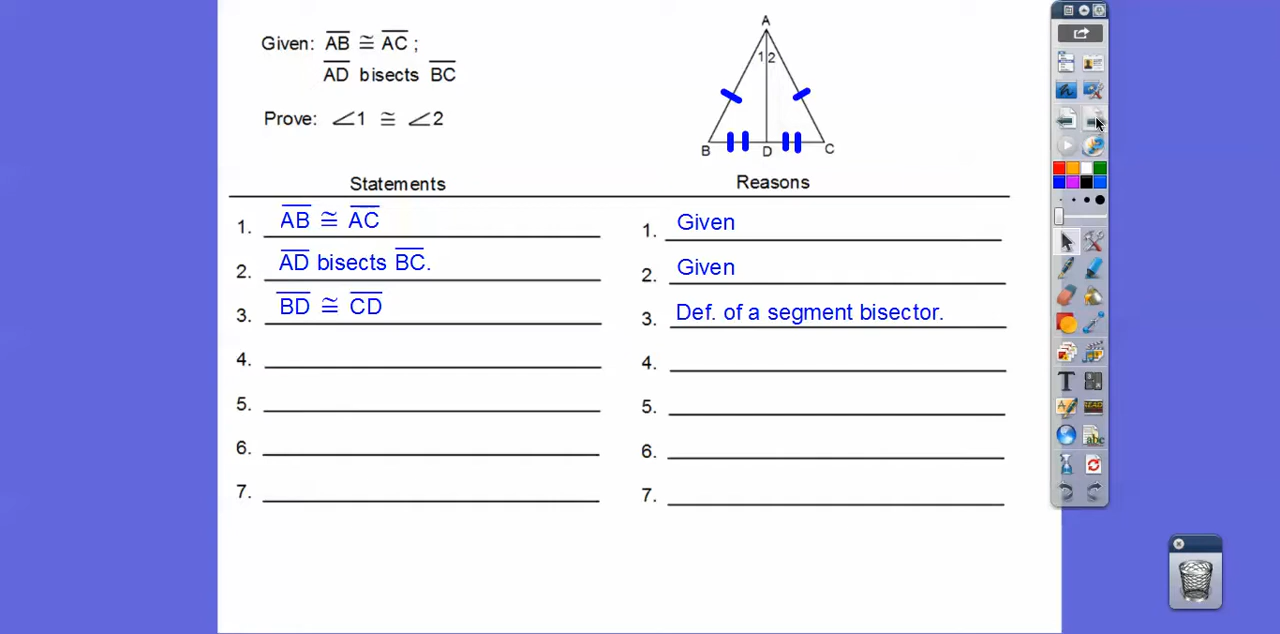 Given: AB ≅ AC ;
AD bisects BC
Prove: ∠1 ≅ ∠2
A
1 2
B D C
Statements Reasons
1. AB ≅ AC 1. Given
2. AD bisects BC. 2. Given
3. BD ≅ CD 3. Def. of a segment bisector.
4. 4.
5. 5.
6. 6.
7. 7.